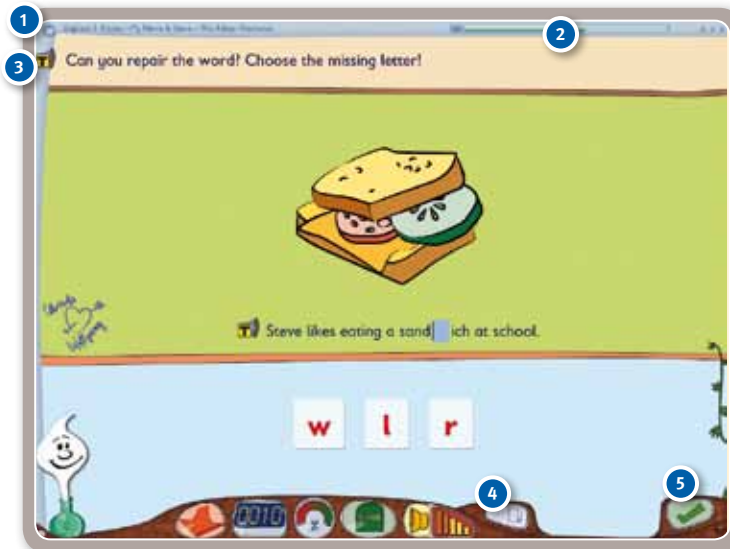 1
2
3
Can you repair the word? Choose the missing letter!
Steve likes eating a sand ich at school.
w l r
4
5
0010